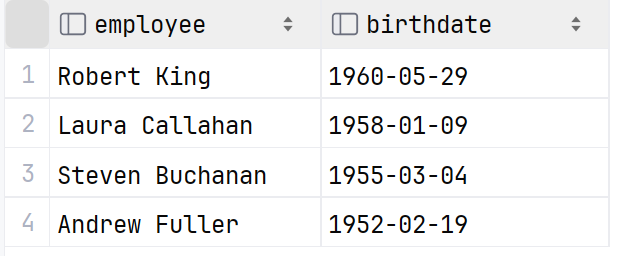 employee birthdate
1 Robert King 1960-05-29
2 Laura Callahan 1958-01-09
3 Steven Buchanan 1955-03-04
4 Andrew Fuller 1952-02-19